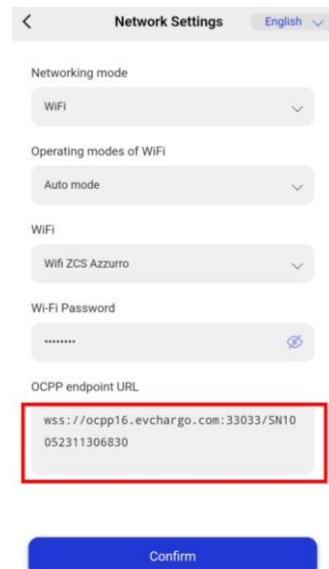 Network Settings
English
Networking mode
WiFi
Operating modes of WiFi
Auto mode
WiFi
Wifi ZCS Azzurro
Wi-Fi Password
••••••••
OCPP endpoint URL
wss://ocpp16.evchargo.com:33033/SN10
052311306830
Confirm